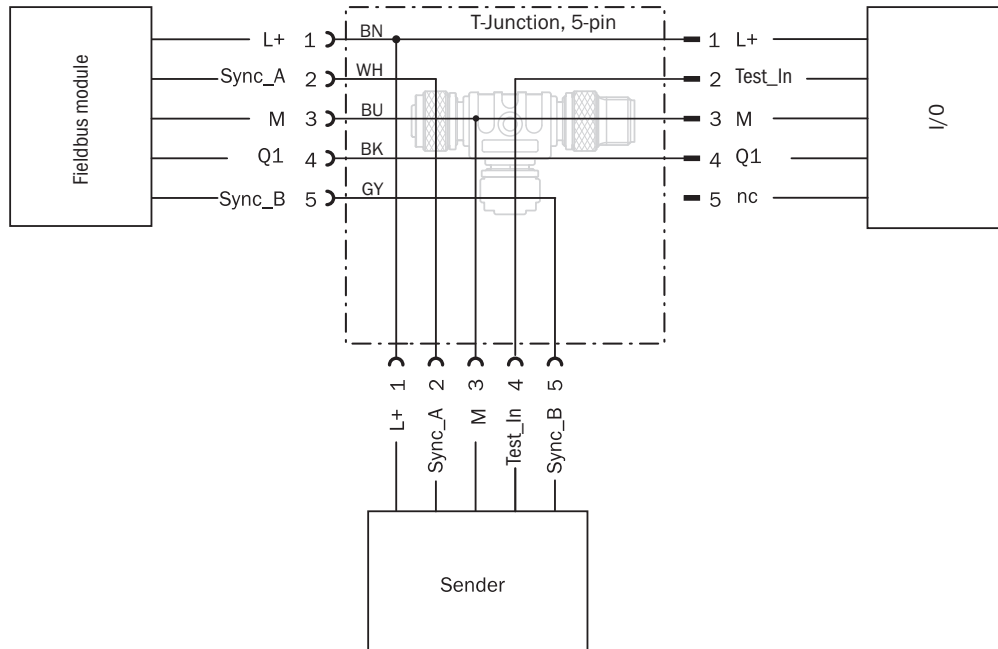 T-Junction, 5-pin
Fieldbus module
L+ 1 BN 1 L+
Sync_A 2 WH 2 Test_In
M 3 BU 3 M
Q1 4 BK 4 Q1
Sync_B 5 GY 5 nc
I/O
1 2 3 4 5
L+ Sync_A M Test_In Sync_B
Sender